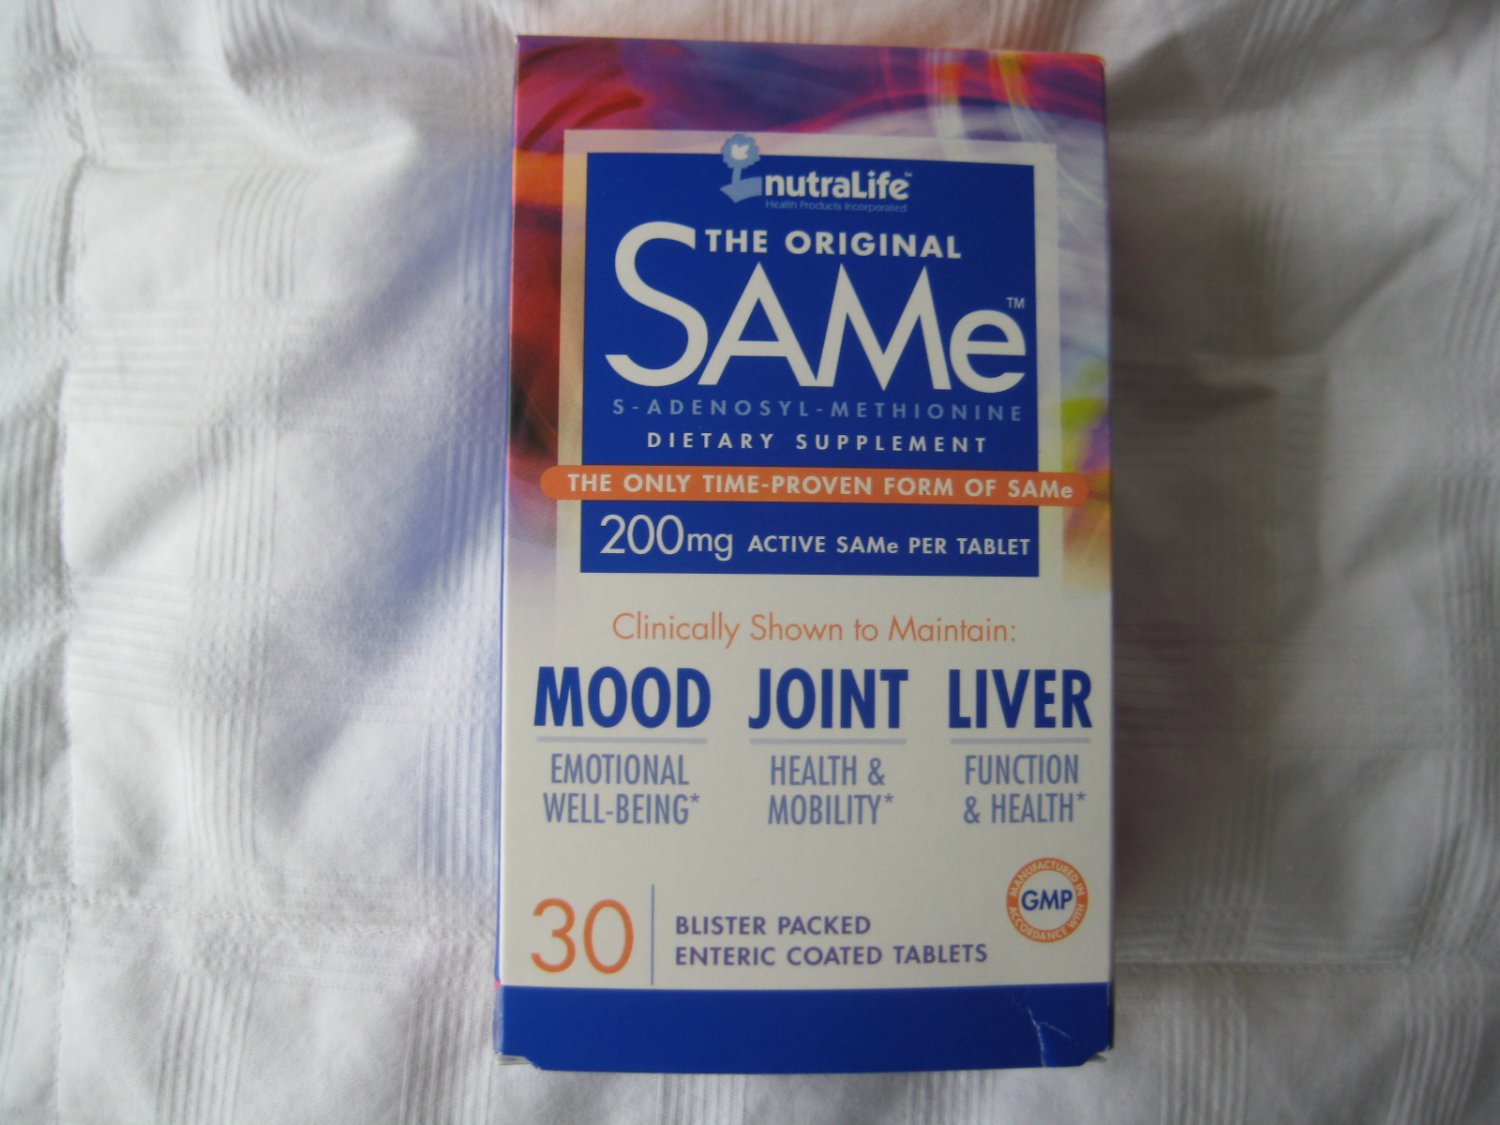 nutraLife™
Health Products Incorporated
THE ORIGINAL
SAMe™
S-ADENOSYL-METHIONINE
DIETARY SUPPLEMENT
THE ONLY TIME-PROVEN FORM OF SAMe
200mg ACTIVE SAMe PER TABLET
Clinically Shown to Maintain:
MOOD JOINT LIVER
EMOTIONAL HEALTH & FUNCTION
WELL-BEING* MOBILITY* & HEALTH*
MANUFACTURED IN
GMP
ACCORDANCE WITH
30 BLISTER PACKED
ENTERIC COATED TABLETS